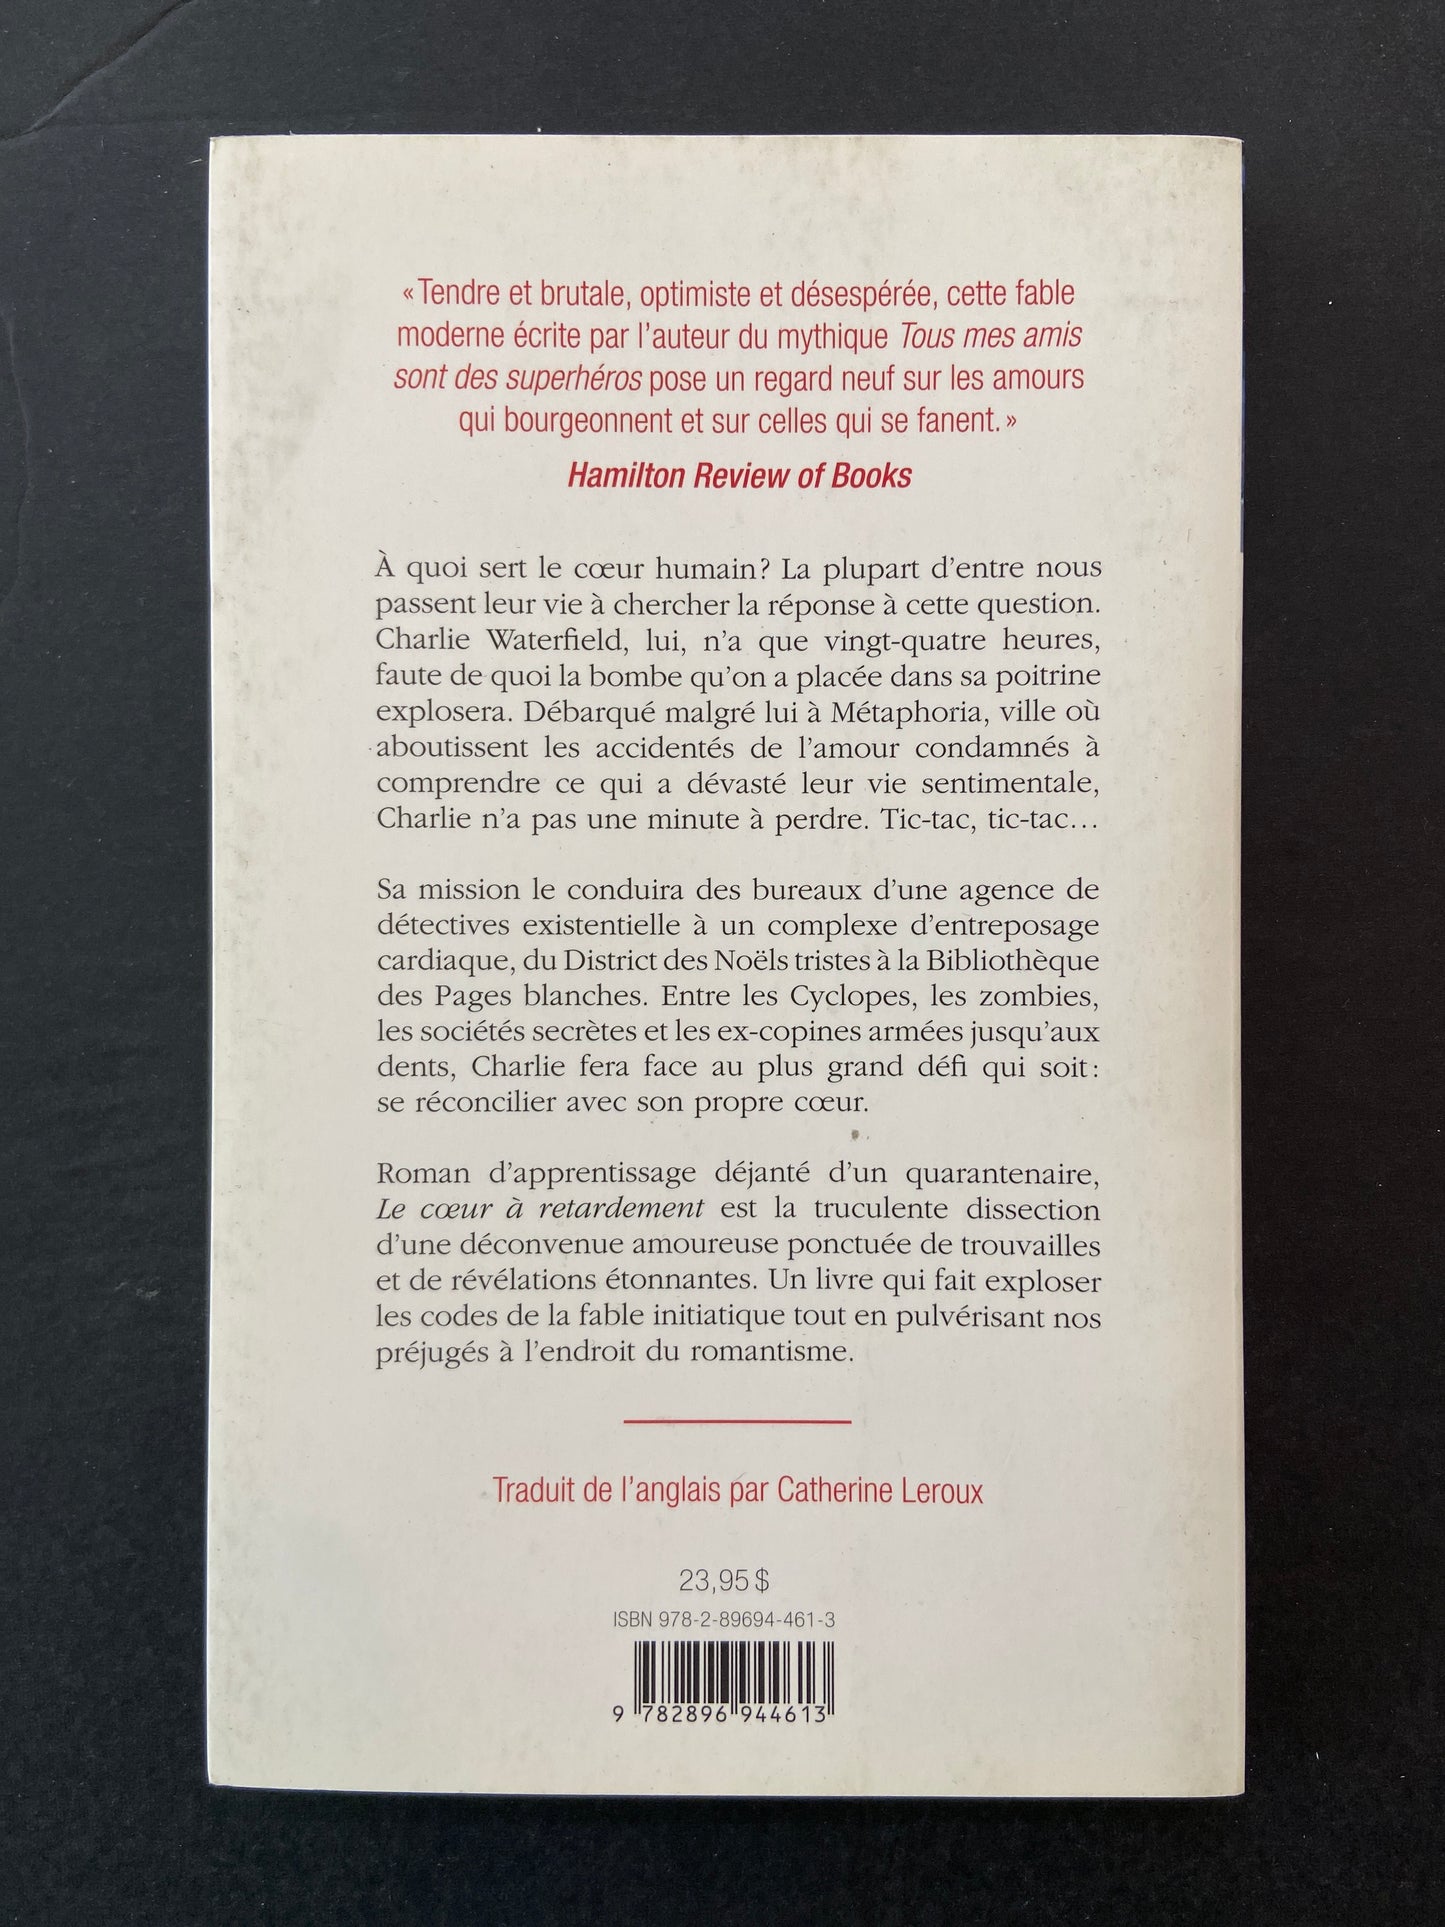 « Tendre et brutale, optimiste et désespérée, cette fable
moderne écrite par l'auteur du mythique Tous mes amis
sont des superhéros pose un regard neuf sur les amours
qui bourgeonnent et sur celles qui se fanent. »
Hamilton Review of Books
À quoi sert le cœur humain? La plupart d'entre nous
passent leur vie à chercher la réponse à cette question.
Charlie Waterfield, lui, n'a que vingt-quatre heures,
faute de quoi la bombe qu'on a placée dans sa poitrine
explosera. Débarqué malgré lui à Métaphoria, ville où
aboutissent les accidentés de l'amour condamnés à
comprendre ce qui a dévasté leur vie sentimentale,
Charlie n'a pas une minute à perdre. Tic-tac, tic-tac…
Sa mission le conduira des bureaux d'une agence de
détectives existentielle à un complexe d'entreposage
cardiaque, du District des Noëls tristes à la Bibliothèque
des Pages blanches. Entre les Cyclopes, les zombies,
les sociétés secrètes et les ex-copines armées jusqu'aux
dents, Charlie fera face au plus grand défi qui soit :
se réconcilier avec son propre cœur.
Roman d'apprentissage déjanté d'un quarantenaire,
Le cœur à retardement est la truculente dissection
d'une déconvenue amoureuse ponctuée de trouvailles
et de révélations étonnantes. Un livre qui fait exploser
les codes de la fable initiatique tout en pulvérisant nos
préjugés à l'endroit du romantisme.
Traduit de l'anglais par Catherine Leroux
23,95 $
ISBN 978-2-89694-461-3
9 782896 944613